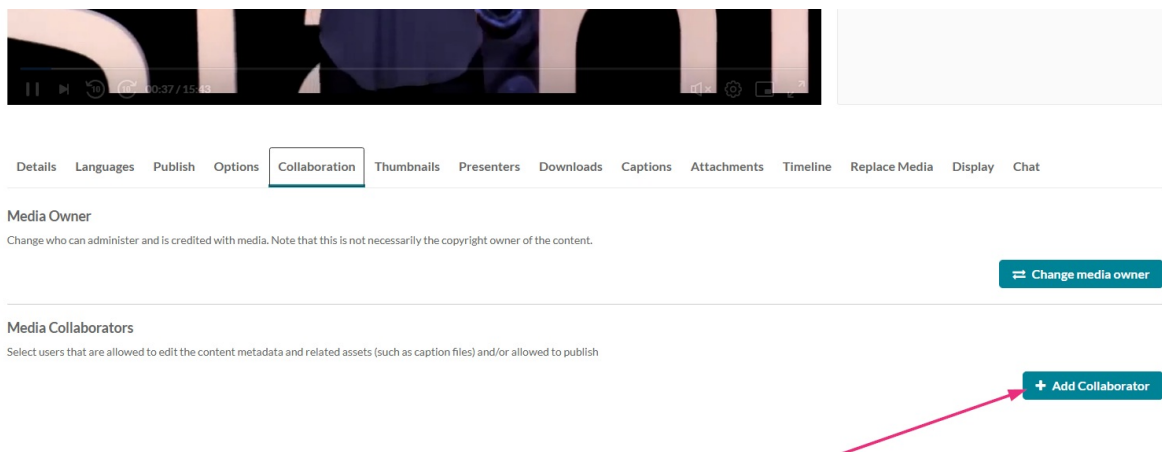 00:37 / 15:43
Details Languages Publish Options Collaboration Thumbnails Presenters Downloads Captions Attachments Timeline Replace Media Display Chat
Media Owner
Change who can administer and is credited with media. Note that this is not necessarily the copyright owner of the content.
Change media owner
Media Collaborators
Select users that are allowed to edit the content metadata and related assets (such as caption files) and/or allowed to publish
+ Add Collaborator